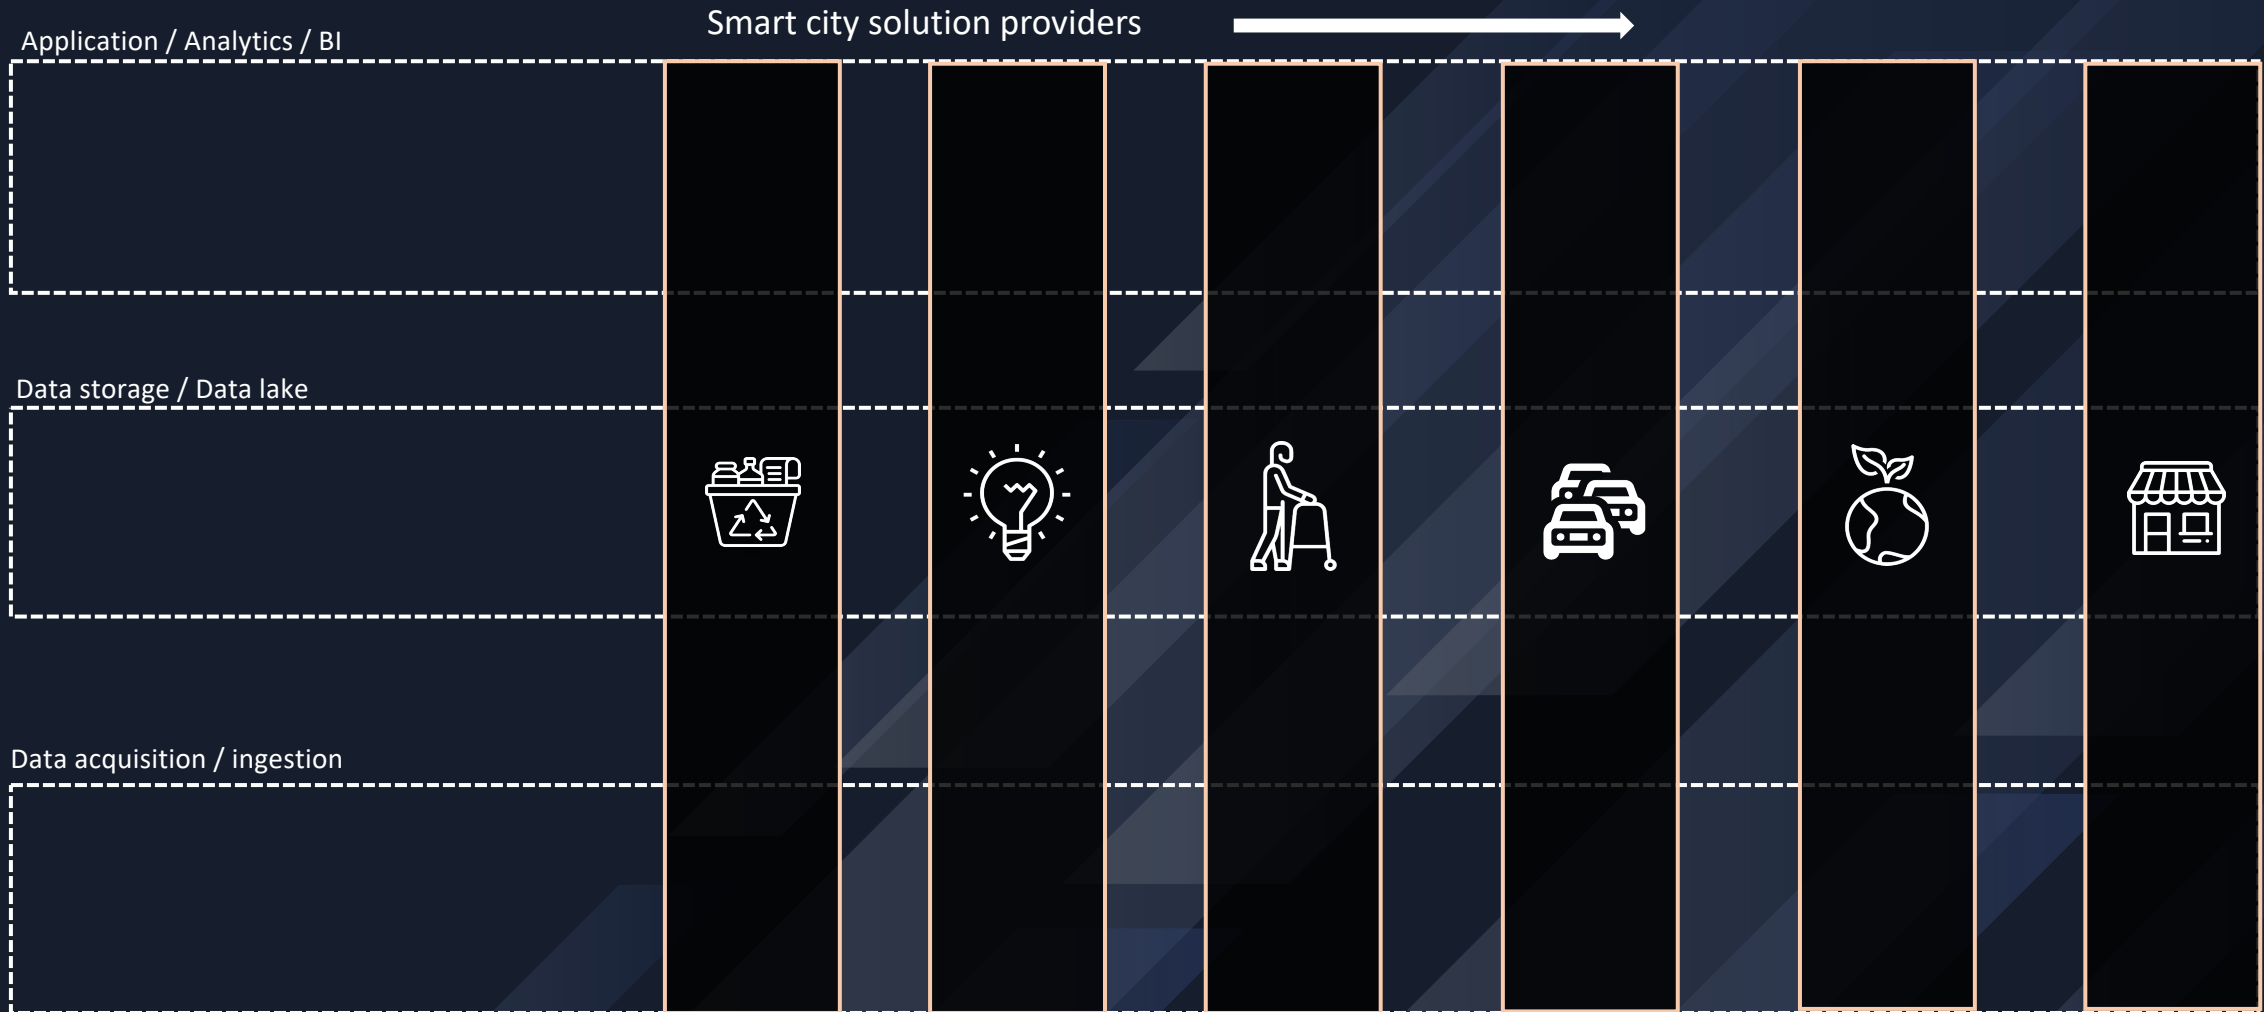 Smart city solution providers
Application / Analytics / BI
Data storage / Data lake
Data acquisition / ingestion